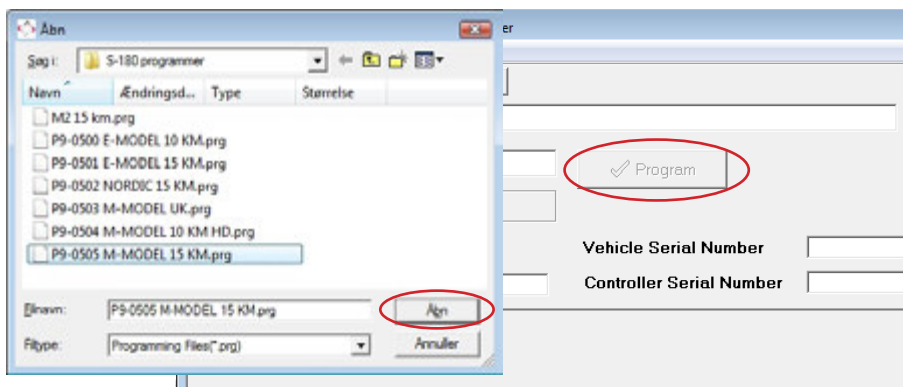 Åbn
er
Søg i: S-180 programmer
Navn Ændringsd... Type Størrelse
M2 15 km.prg
P9-0500 E-MODEL 10 KM.prg
P9-0501 E-MODEL 15 KM.prg
P9-0502 NORDIC 15 KM.prg
P9-0503 M-MODEL UK.prg
P9-0504 M-MODEL 10 KM HD.prg
P9-0505 M-MODEL 15 KM.prg
Program
Vehicle Serial Number
Controller Serial Number
Filnavn: P9-0505 M-MODEL 15 KM.prg Åbn
Filtype: Programming Files(*.prg) Annuller